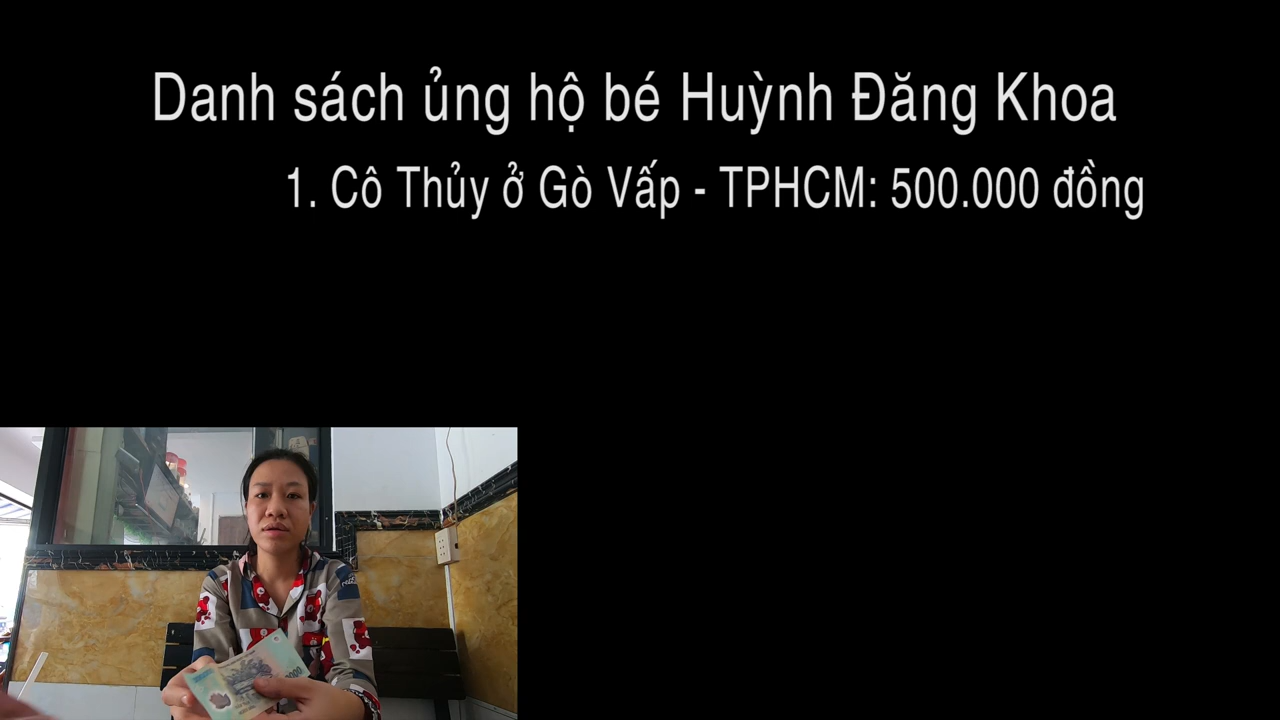 Danh sách ủng hộ bé Huỳnh Đăng Khoa
1. Cô Thủy ở Gò Vấp - TPHCM: 500.000 đồng